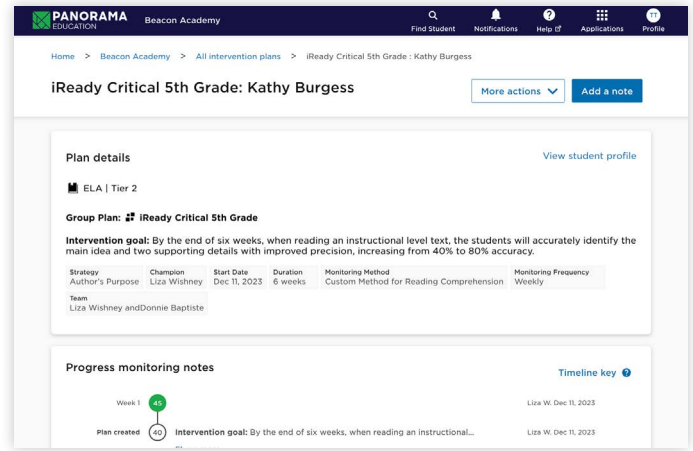 PANORAMA
EDUCATION
Beacon Academy
Find Student
Notifications
Help
Applications
TT
Profile
Home > Beacon Academy > All intervention plans > iReady Critical 5th Grade : Kathy Burgess
iReady Critical 5th Grade: Kathy Burgess
More actions
Add a note
Plan details
View student profile
ELA | Tier 2
Group Plan: iReady Critical 5th Grade
Intervention goal: By the end of six weeks, when reading an instructional level text, the students will accurately identify the
main idea and two supporting details with improved precision, increasing from 40% to 80% accuracy.
Strategy
Author's Purpose
Champion
Liza Wishney
Start Date
Dec 11, 2023
Duration
6 weeks
Monitoring Method
Custom Method for Reading Comprehension
Monitoring Frequency
Weekly
Team
Liza Wishney andDonnie Baptiste
Progress monitoring notes
Timeline key ?
Week 1 45 Liza W. Dec 11, 2023
Plan created 40 Intervention goal: By the end of six weeks, when reading an instructional... Liza W. Dec 11, 2023